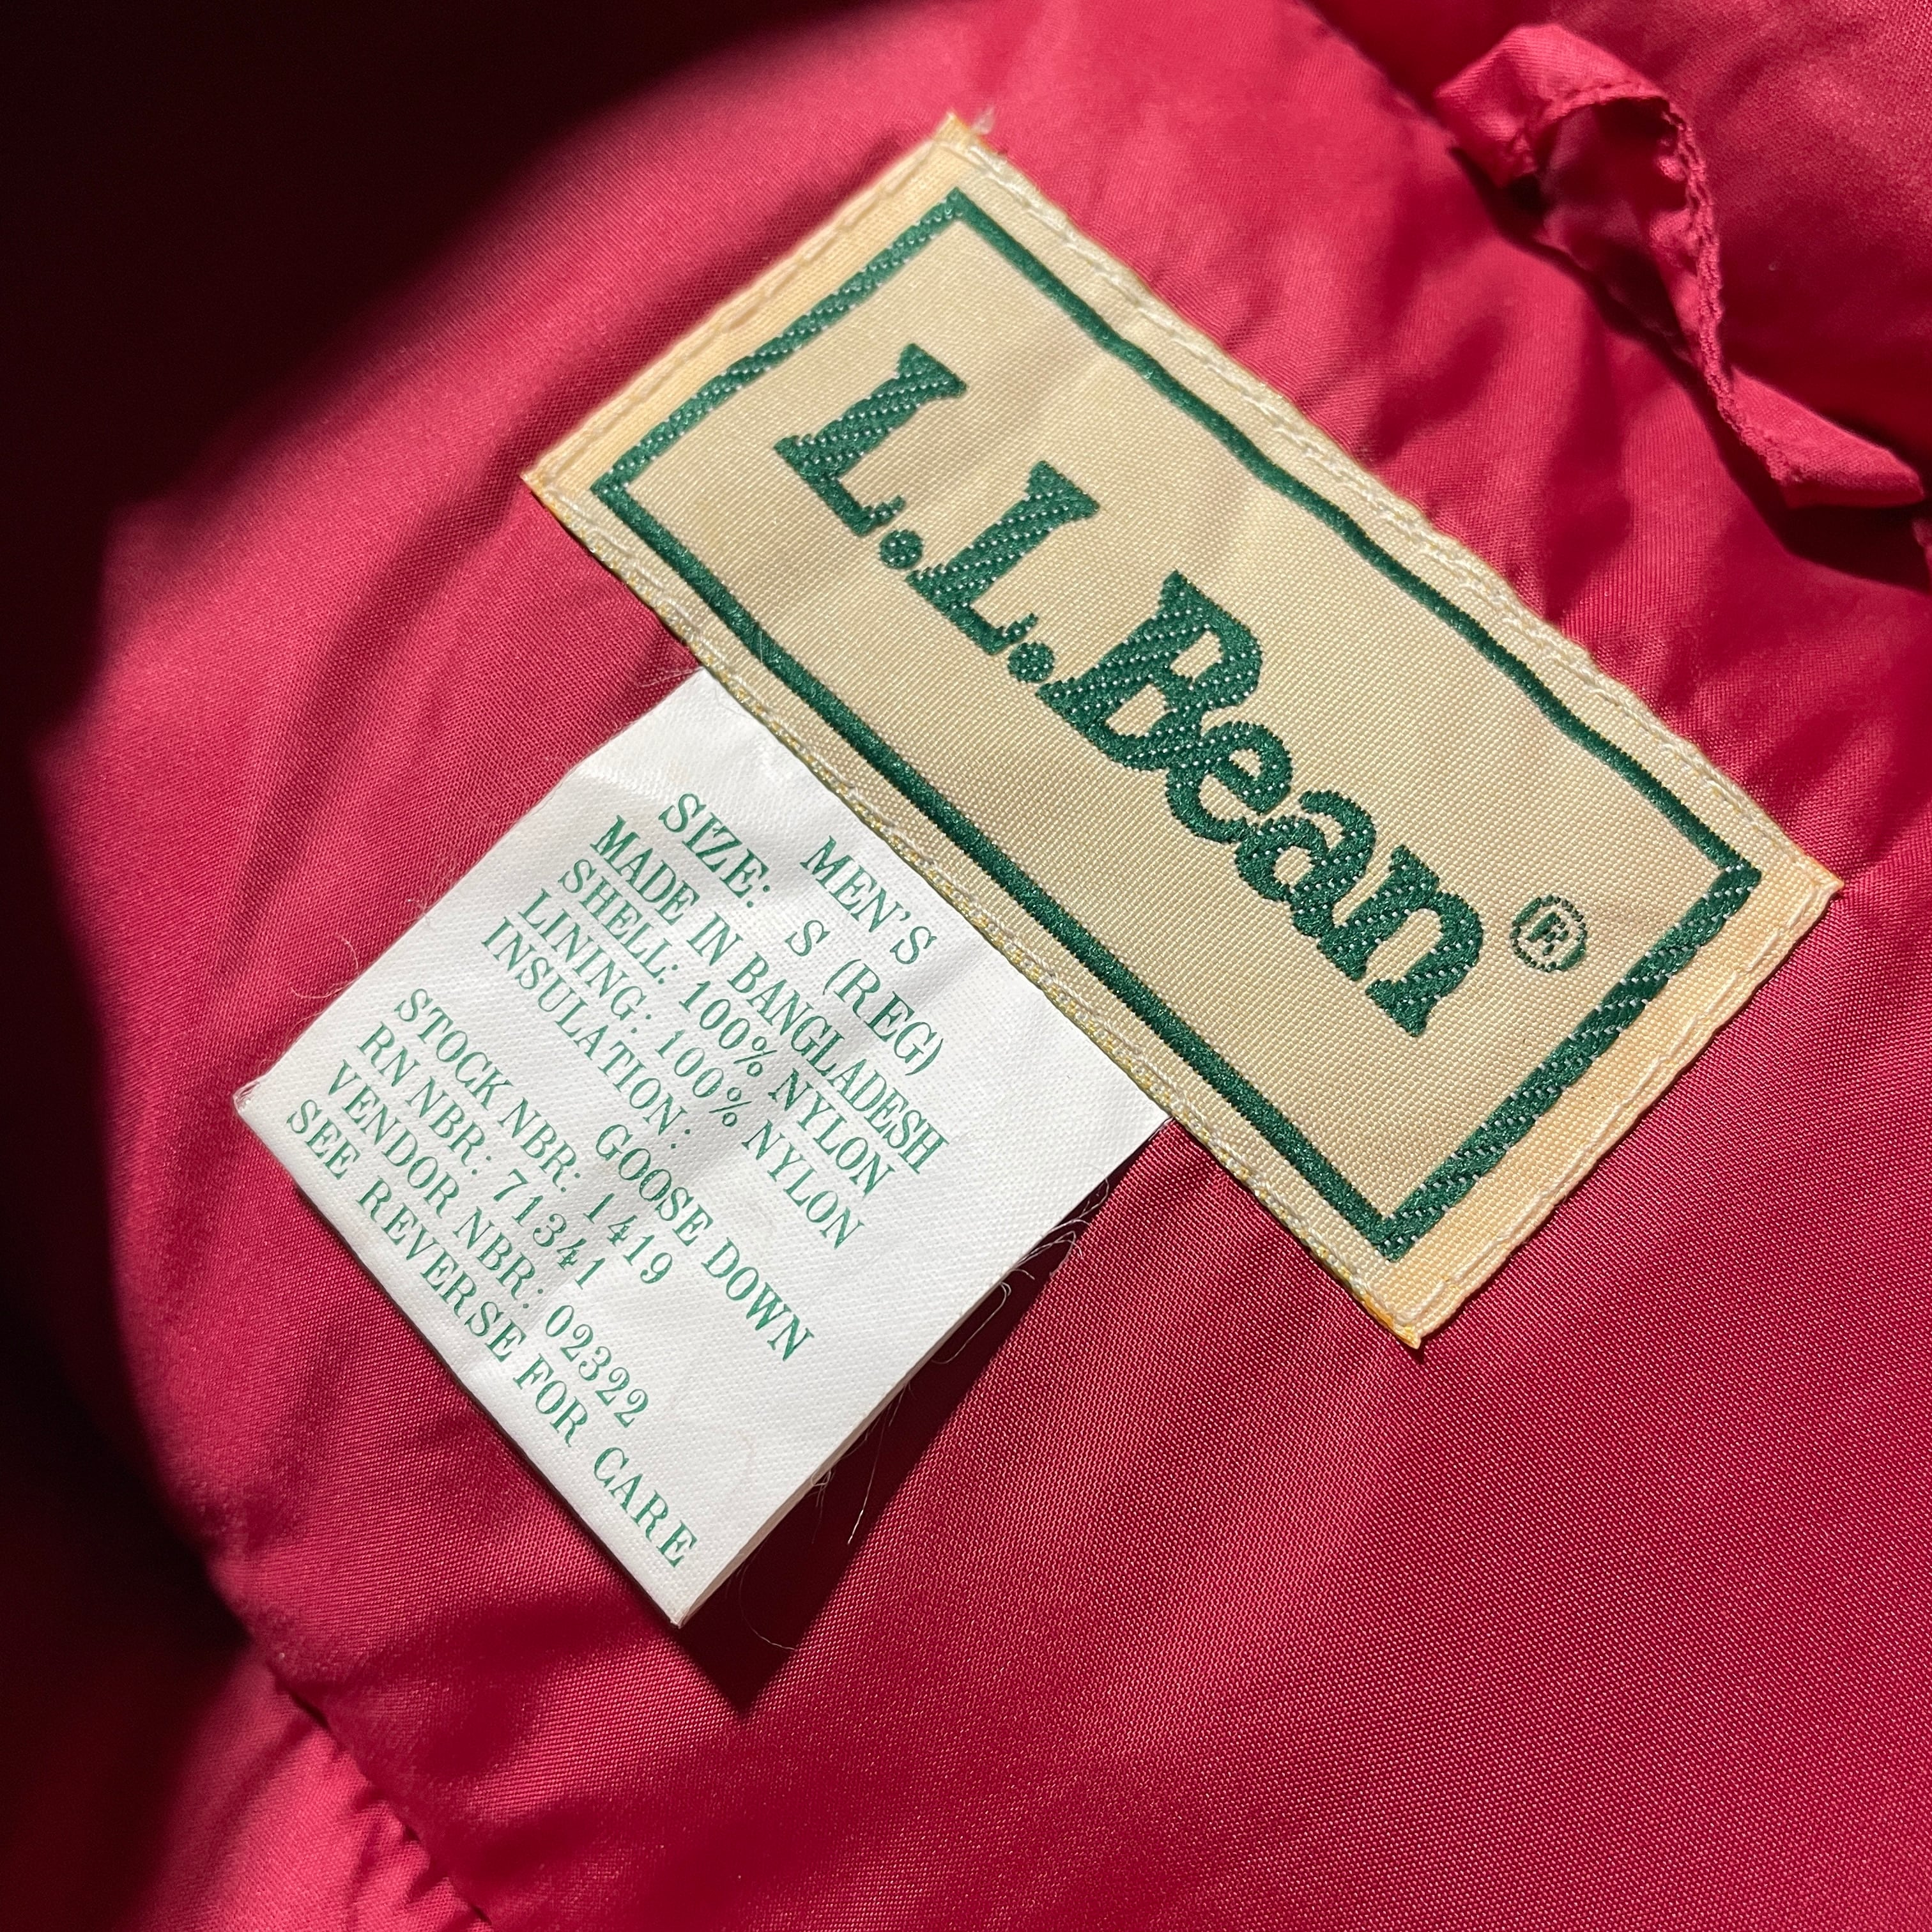 L.L.Bean®
MEN'S
SIZE: S (REG)
MADE IN BANGLADESH
SHELL: 100% NYLON
LINING: 100% NYLON
INSULATION:
GOOSE DOWN
STOCK NBR: 1419
RN NBR: 71341
VENDOR NBR: 02322
SEE REVERSE FOR CARE